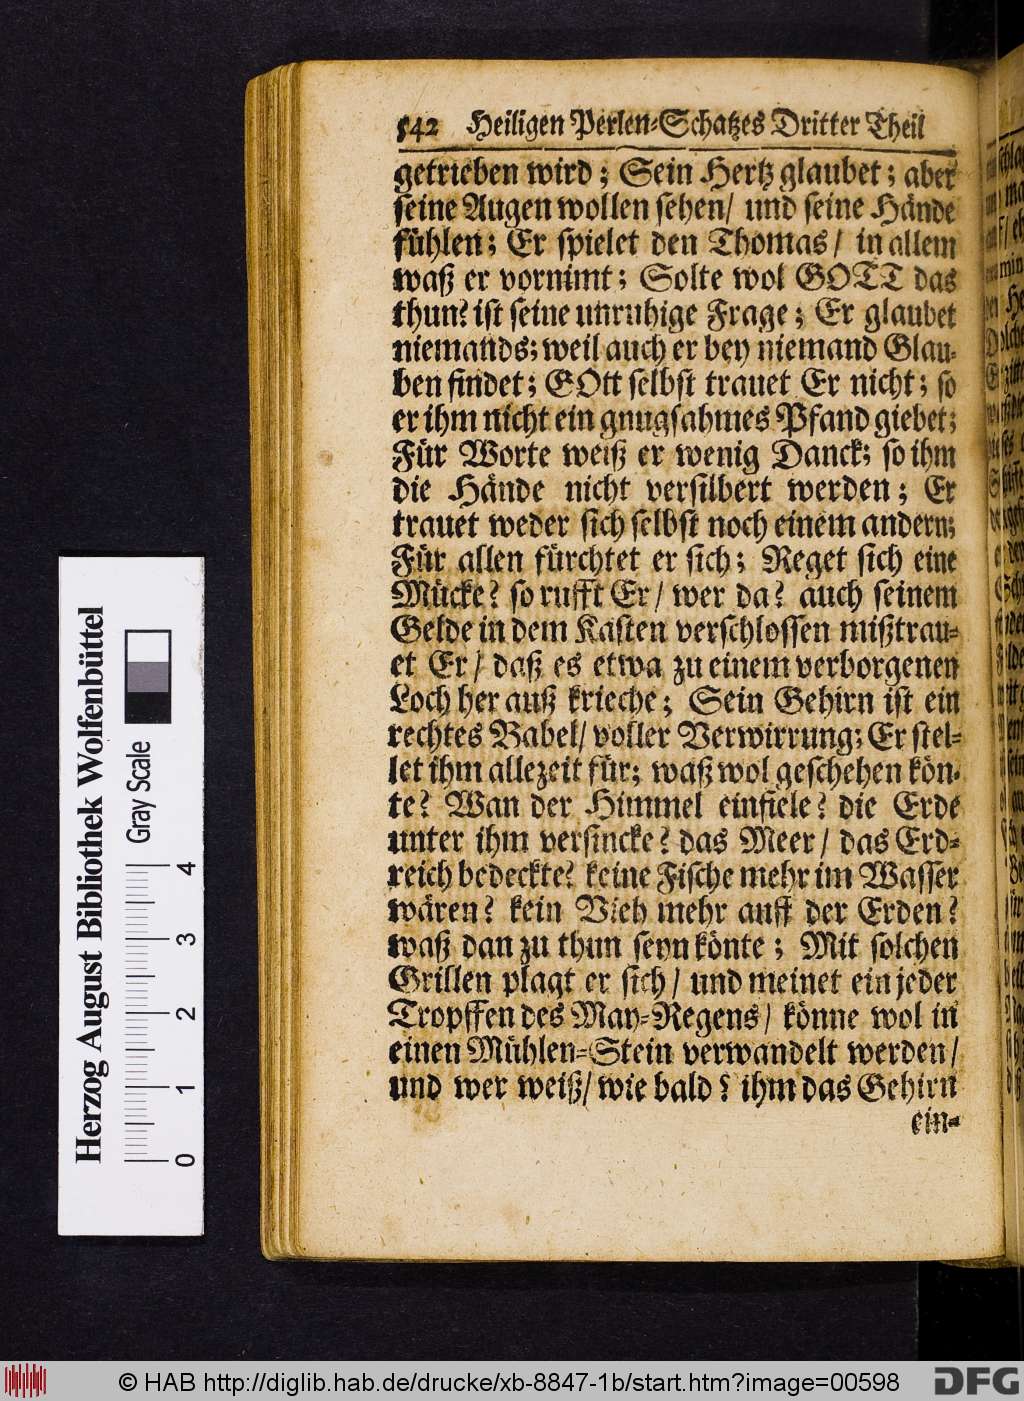 542 Heiligen Perlen-Schatzes Dritter Theil
getrieben wird; Sein Hertz glaubet; aber
seine Augen wollen sehen/ und seine Hände
fühlen; Er spielet den Thomas/ in allem
waß er vornimt; Solte wol GOTT das
thun? ist seine unruhige Frage; Er glaubet
niemands; weil auch er bey niemand Glau-
ben findet; GOtt selbst trauet Er nicht; so
er ihm nicht ein gnugsahmes Pfand giebet;
Für Worte weiß er wenig Danck; so ihm
die Hände nicht versilbert werden; Er
trauet weder sich selbst noch einem andern;
Für allen fürchtet er sich; Reget sich eine
Mücke? so rufft Er/ wer da? auch seinem
Gelde in dem Kasten verschlossen mißtrau-
et Er/ daß es etwa zu einem verborgenen
Loch her auß krieche; Sein Gehirn ist ein
rechtes Babel/ voller Verwirrung; Er stel-
let ihm allezeit für; waß wol geschehen kön-
te? Wan der Himmel einfiele? die Erde
unter ihm versincke? das Meer/ das Erd-
reich bedeckte? keine Fische mehr im Wasser
wären? kein Vieh mehr auff der Erden?
waß dan zu thun seyn könte; Mit solchen
Grillen plagt er sich/ und meinet ein jeder
Tropffen des May-Regens/ könne wol in
einen Mühlen-Stein verwandelt werden/
und wer weiß/ wie bald? ihm das Gehirn
ein-
Herzog August Bibliothek Wolfenbüttel
Gray Scale
0 1 2 3 4
© HAB http://diglib.hab.de/drucke/xb-8847-1b/start.htm?image=00598
DFG